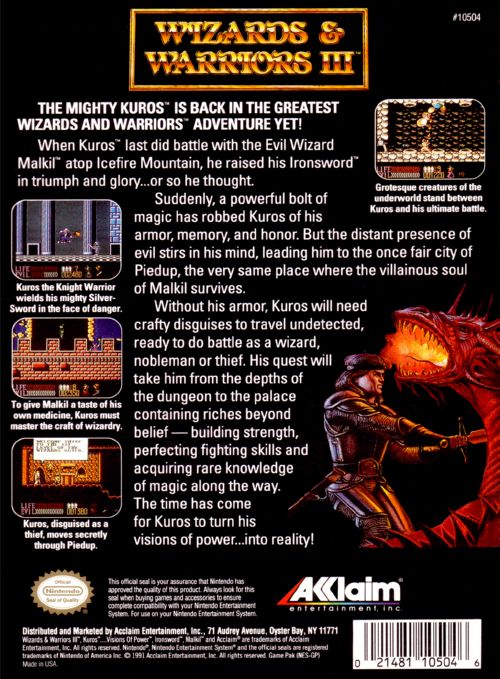 #10504
WIZARDS &
WARRIORS III™
THE MIGHTY KUROS™ IS BACK IN THE GREATEST
WIZARDS AND WARRIORS™ ADVENTURE YET!
When Kuros™ last did battle with the Evil Wizard
Malkil™ atop Icefire Mountain, he raised his Ironsword™
in triumph and glory...or so he thought.
Suddenly, a powerful bolt of
magic has robbed Kuros of his
armor, memory, and honor. But the distant presence of
evil stirs in his mind, leading him to the once fair city of
Piedup, the very same place where the villainous soul
of Malkil survives.
Without his armor, Kuros will need
crafty disguises to travel undetected,
ready to do battle as a wizard,
nobleman or thief. His quest will
take him from the depths of
the dungeon to the palace
containing riches beyond
belief — building strength,
perfecting fighting skills and
acquiring rare knowledge
of magic along the way.
The time has come
for Kuros to turn his
visions of power...into reality!
Grotesque creatures of the
underworld stand between
Kuros and his ultimate battle.
LIFE
EVIL
Kuros the Knight Warrior
wields his mighty Silver-
Sword in the face of danger.
LIFE
EVIL
To give Malkil a taste of his
own medicine, Kuros must
master the craft of wizardry.
LIFE
EVIL
Kuros, disguised as a
thief, moves secretly
through Piedup.
Official
Nintendo
Seal of Quality
This official seal is your assurance that Nintendo has
approved the quality of this product. Always look for this
seal when buying games and accessories to ensure
complete compatibility with your Nintendo Entertainment
System. For use on your Nintendo Entertainment System.
AKlaim®
entertainment, inc.
Distributed and Marketed by Acclaim Entertainment, Inc., 71 Audrey Avenue, Oyster Bay, NY 11771
Wizards & Warriors III™, Kuros™...Visions Of Power™, Ironsword™, Malkil™ and Acclaim® are trademarks of Acclaim
Entertainment, Inc. All rights reserved. Nintendo®, Nintendo Entertainment System® and the official seals are registered
trademarks of Nintendo of America Inc. © 1991 Acclaim Entertainment, Inc. All rights reserved. Game Pak (NES-GP)
Made in USA.
0 21481 10504 6